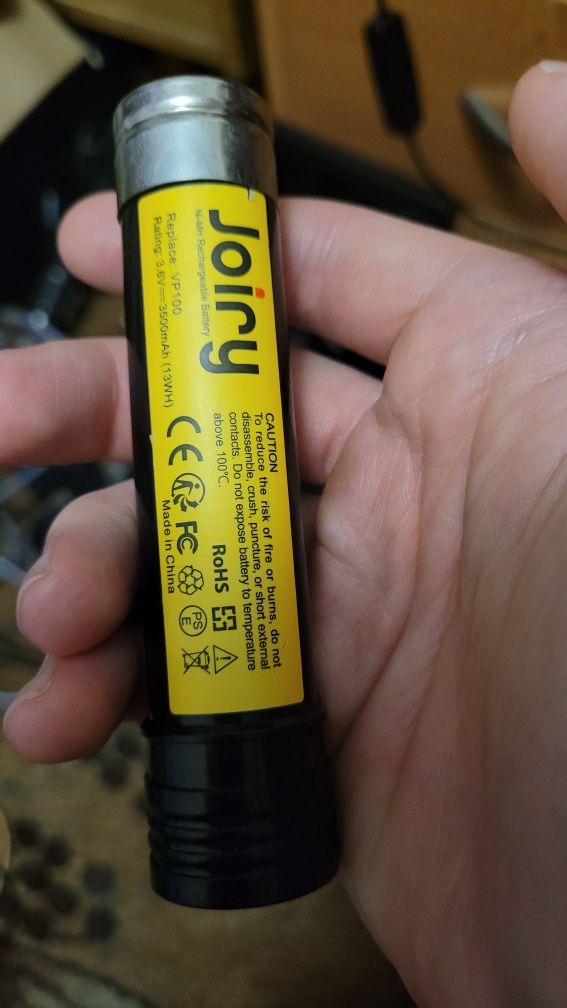 Joiry
Ni-MH Rechargeable Battery
Replace: VP100
Rating: 3.6V⎓3500mAh (13WH)
CAUTION
To reduce the risk of fire or burns, do not
disassemble, crush, puncture, or short external
contacts. Do not expose battery to temperature
above 100℃.
RoHS
CE FC PS E
Made in China